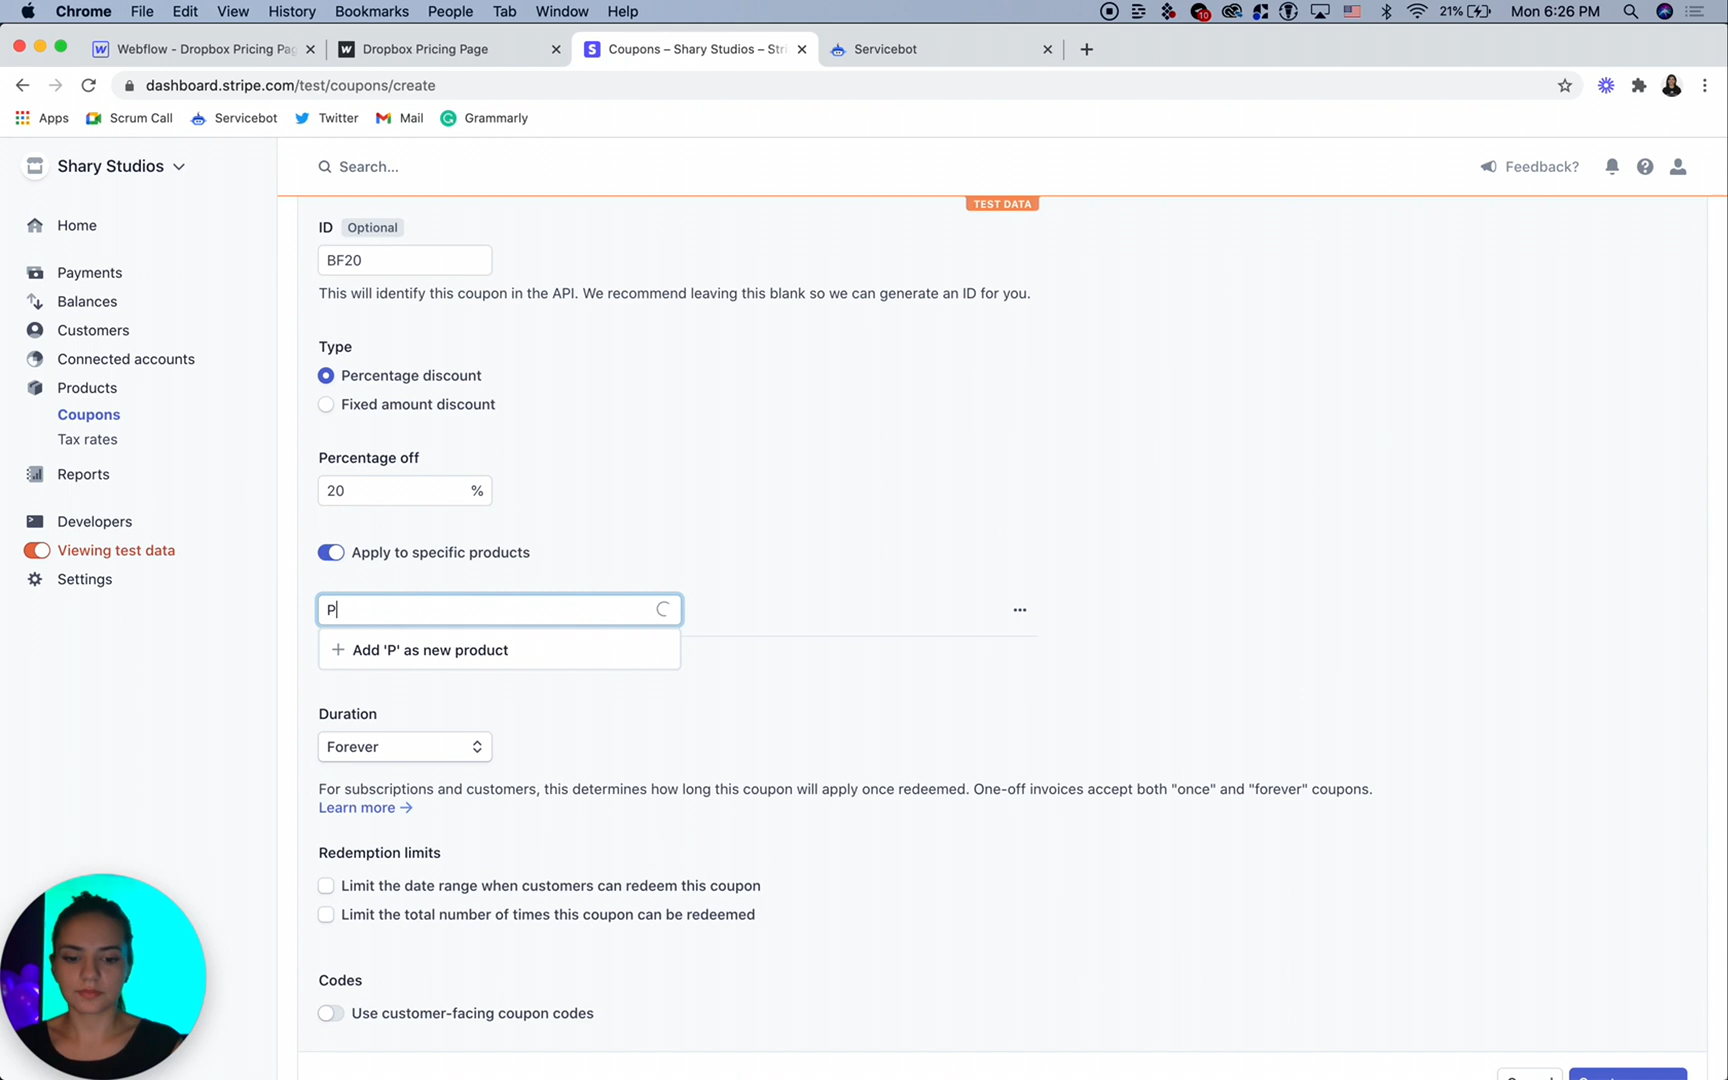 Chrome File Edit View History Bookmarks People Tab Window Help
10 21% Mon 6:26 PM
Webflow - Dropbox Pricing Pag
Dropbox Pricing Page
Coupons – Shary Studios – Stri
Servicebot
dashboard.stripe.com/test/coupons/create
Apps Scrum Call Servicebot Twitter Mail Grammarly
Shary Studios
Search...
Feedback?
TEST DATA
Home
Payments
Balances
Customers
Connected accounts
Products
Coupons
Tax rates
Reports
Developers
Viewing test data
Settings
ID Optional
BF20
This will identify this coupon in the API. We recommend leaving this blank so we can generate an ID for you.
Type
Percentage discount
Fixed amount discount
Percentage off
20 %
Apply to specific products
P
Add 'P' as new product
Duration
Forever
For subscriptions and customers, this determines how long this coupon will apply once redeemed. One-off invoices accept both "once" and "forever" coupons.
Learn more →
Redemption limits
Limit the date range when customers can redeem this coupon
Limit the total number of times this coupon can be redeemed
Codes
Use customer-facing coupon codes